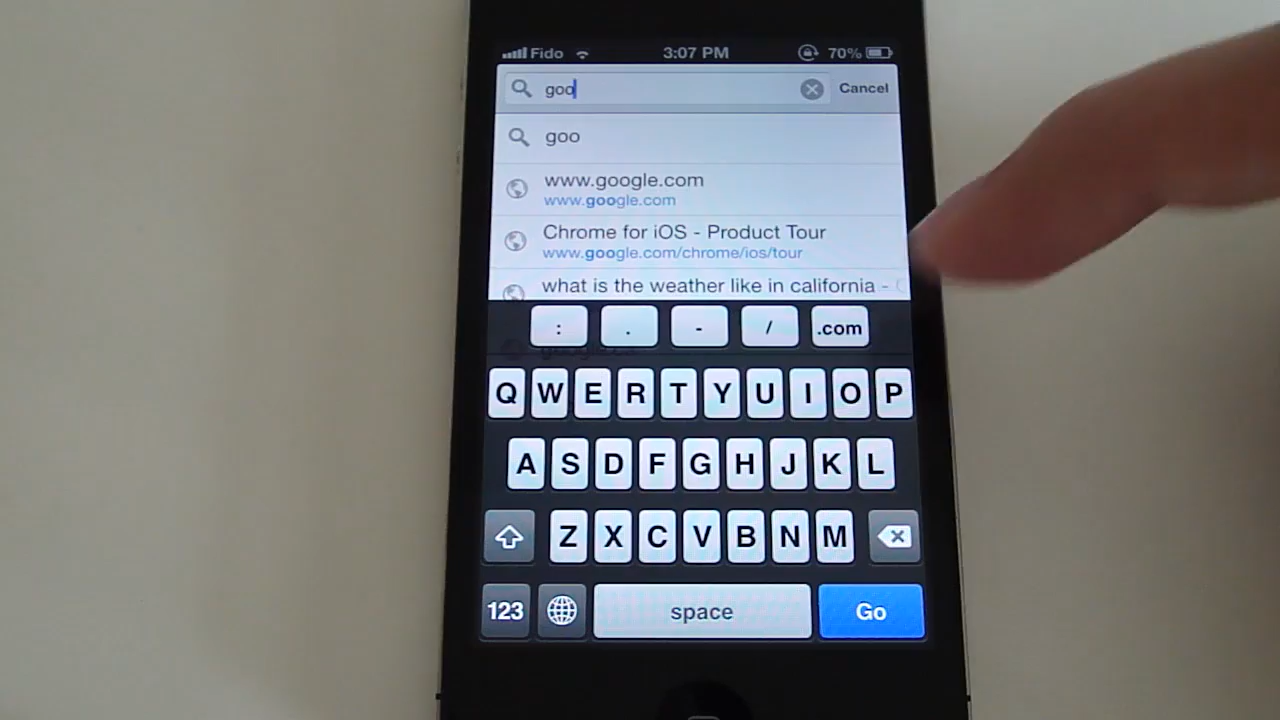 Fido 3:07 PM 70%
goo Cancel
goo
www.google.com
www.google.com
Chrome for iOS - Product Tour
www.google.com/chrome/ios/tour
what is the weather like in california -
: . - / .com
Q W E R T Y U I O P
A S D F G H J K L
Z X C V B N M
123 space Go